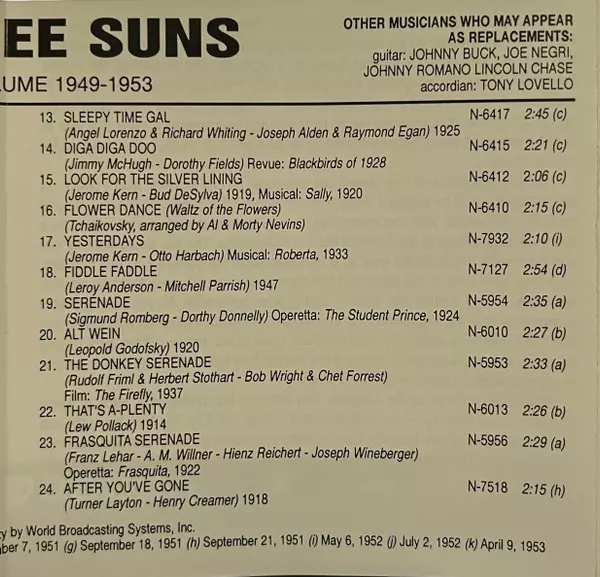 EE SUNS
LUME 1949-1953
OTHER MUSICIANS WHO MAY APPEAR
AS REPLACEMENTS:
guitar: JOHNNY BUCK, JOE NEGRI,
JOHNNY ROMANO LINCOLN CHASE
accordian: TONY LOVELLO
13. SLEEPY TIME GAL N-6417 2:45 (c)
(Angel Lorenzo & Richard Whiting - Joseph Alden & Raymond Egan) 1925
14. DIGA DIGA DOO N-6415 2:21 (c)
(Jimmy McHugh - Dorothy Fields) Revue: Blackbirds of 1928
15. LOOK FOR THE SILVER LINING N-6412 2:06 (c)
(Jerome Kern - Bud DeSylva) 1919, Musical: Sally, 1920
16. FLOWER DANCE (Waltz of the Flowers) N-6410 2:15 (c)
(Tchaikovsky, arranged by Al & Morty Nevins)
17. YESTERDAYS N-7932 2:10 (i)
(Jerome Kern - Otto Harbach) Musical: Roberta, 1933
18. FIDDLE FADDLE N-7127 2:54 (d)
(Leroy Anderson - Mitchell Parrish) 1947
19. SERENADE N-5954 2:35 (a)
(Sigmund Romberg - Dorthy Donnelly) Operetta: The Student Prince, 1924
20. ALT WEIN N-6010 2:27 (b)
(Leopold Godofsky) 1920
21. THE DONKEY SERENADE N-5953 2:33 (a)
(Rudolf Friml & Herbert Stothart - Bob Wright & Chet Forrest)
Film: The Firefly, 1937
22. THAT'S A-PLENTY N-6013 2:26 (b)
(Lew Pollack) 1914
23. FRASQUITA SERENADE N-5956 2:29 (a)
(Franz Lehar - A. M. Willner - Hienz Reichert - Joseph Wineberger)
Operetta: Frasquita, 1922
24. AFTER YOU'VE GONE N-7518 2:15 (h)
(Turner Layton - Henry Creamer) 1918
ty by World Broadcasting Systems, Inc.
ber 7, 1951 (g) September 18, 1951 (h) September 21, 1951 (i) May 6, 1952 (j) July 2, 1952 (k) April 9, 1953